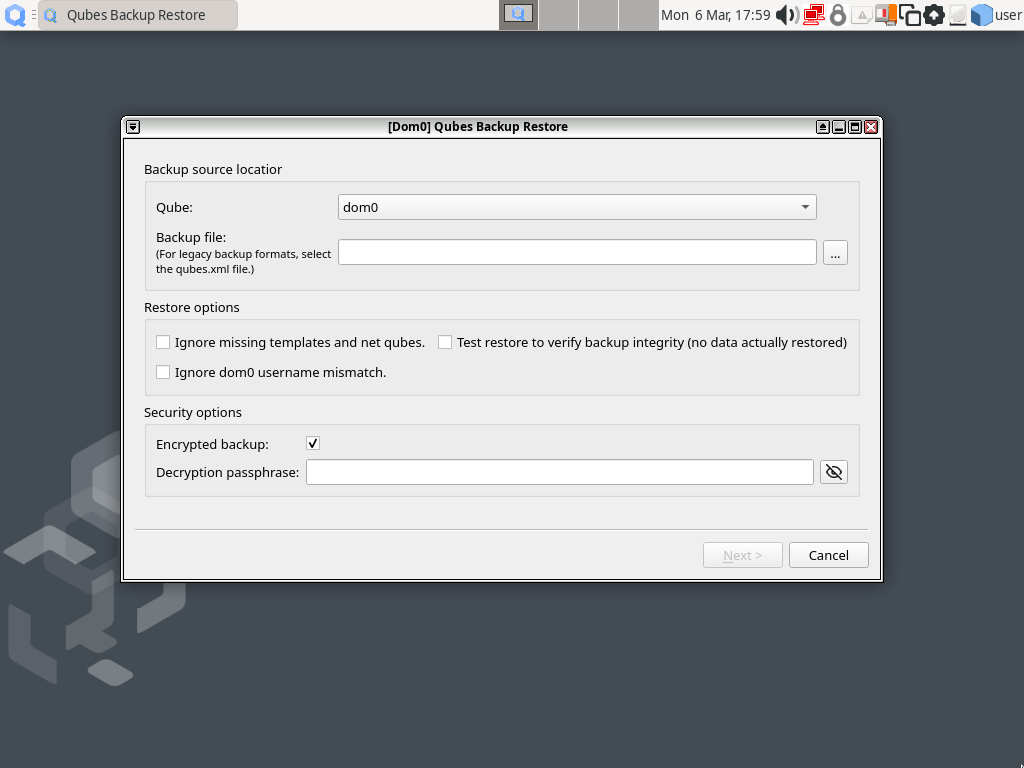 Qubes Backup Restore
Mon 6 Mar, 17:59
user
[Dom0] Qubes Backup Restore
Backup source locatior
Qube:
dom0
Backup file:
(For legacy backup formats, select
the qubes.xml file.)
...
Restore options
Ignore missing templates and net qubes.
Test restore to verify backup integrity (no data actually restored)
Ignore dom0 username mismatch.
Security options
Encrypted backup:
Decryption passphrase:
Next >
Cancel